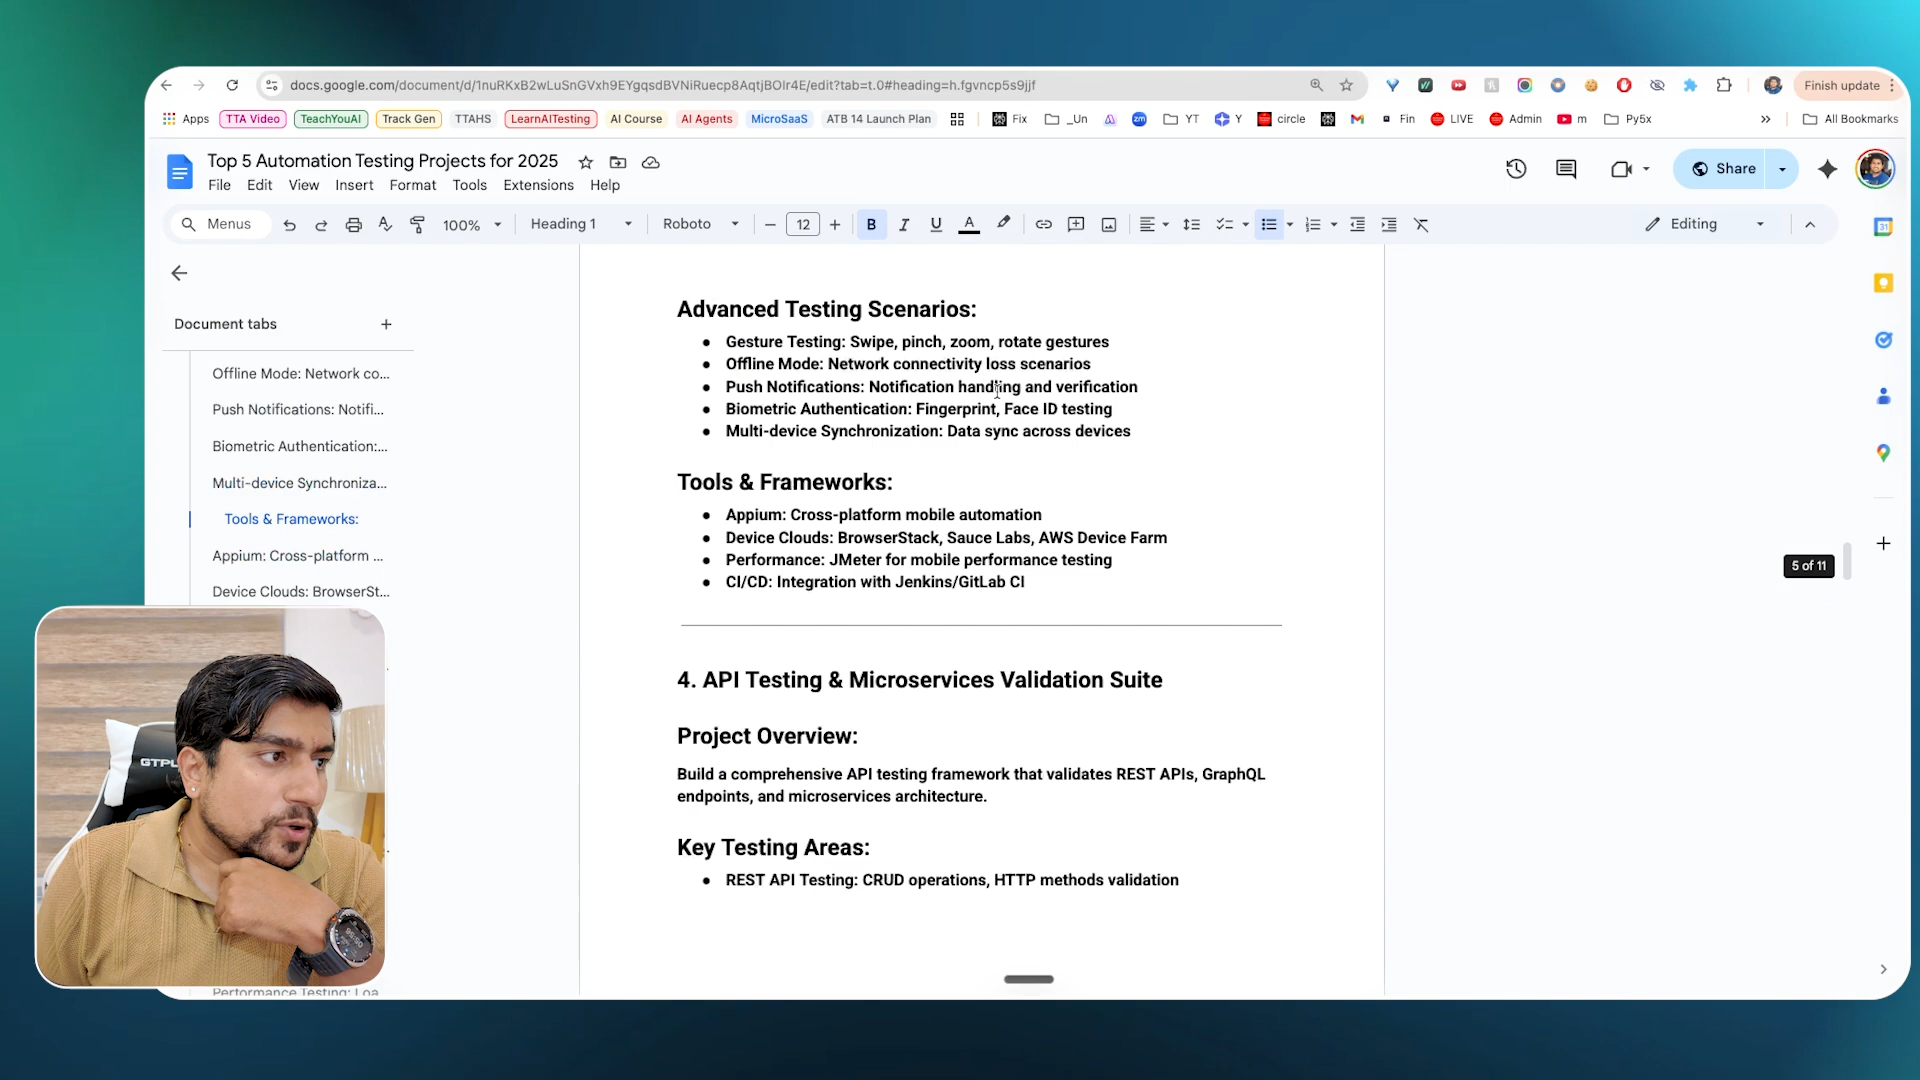 docs.google.com/document/d/1nuRKxB2wLuSnGVxh9EYgqsdBVNiRuecp8AqtjBOIr4E/edit?tab=t.0#heading=h.fgvncp5s9jjf
Finish update
Apps
TTA Video
TeachYouAI
Track Gen
TTAHS
LearnAITesting
AI Course
AI Agents
MicroSaaS
ATB 14 Launch Plan
Fix
_Un
zm
YT
Y
circle
Fin
LIVE
Admin
m
Py5x
All Bookmarks
Top 5 Automation Testing Projects for 2025
File Edit View Insert Format Tools Extensions Help
Share
Menus
100%
Heading 1
Roboto
12
Editing
Document tabs
Offline Mode: Network co...
Push Notifications: Notifi...
Biometric Authentication:...
Multi-device Synchroniza...
Tools & Frameworks:
Appium: Cross-platform ...
Device Clouds: BrowserSt...
Performance Testing: Loa
Advanced Testing Scenarios:
● Gesture Testing: Swipe, pinch, zoom, rotate gestures
● Offline Mode: Network connectivity loss scenarios
● Push Notifications: Notification handling and verification
● Biometric Authentication: Fingerprint, Face ID testing
● Multi-device Synchronization: Data sync across devices
Tools & Frameworks:
● Appium: Cross-platform mobile automation
● Device Clouds: BrowserStack, Sauce Labs, AWS Device Farm
● Performance: JMeter for mobile performance testing
● CI/CD: Integration with Jenkins/GitLab CI
4. API Testing & Microservices Validation Suite
Project Overview:
Build a comprehensive API testing framework that validates REST APIs, GraphQL
endpoints, and microservices architecture.
Key Testing Areas:
● REST API Testing: CRUD operations, HTTP methods validation
5 of 11
31